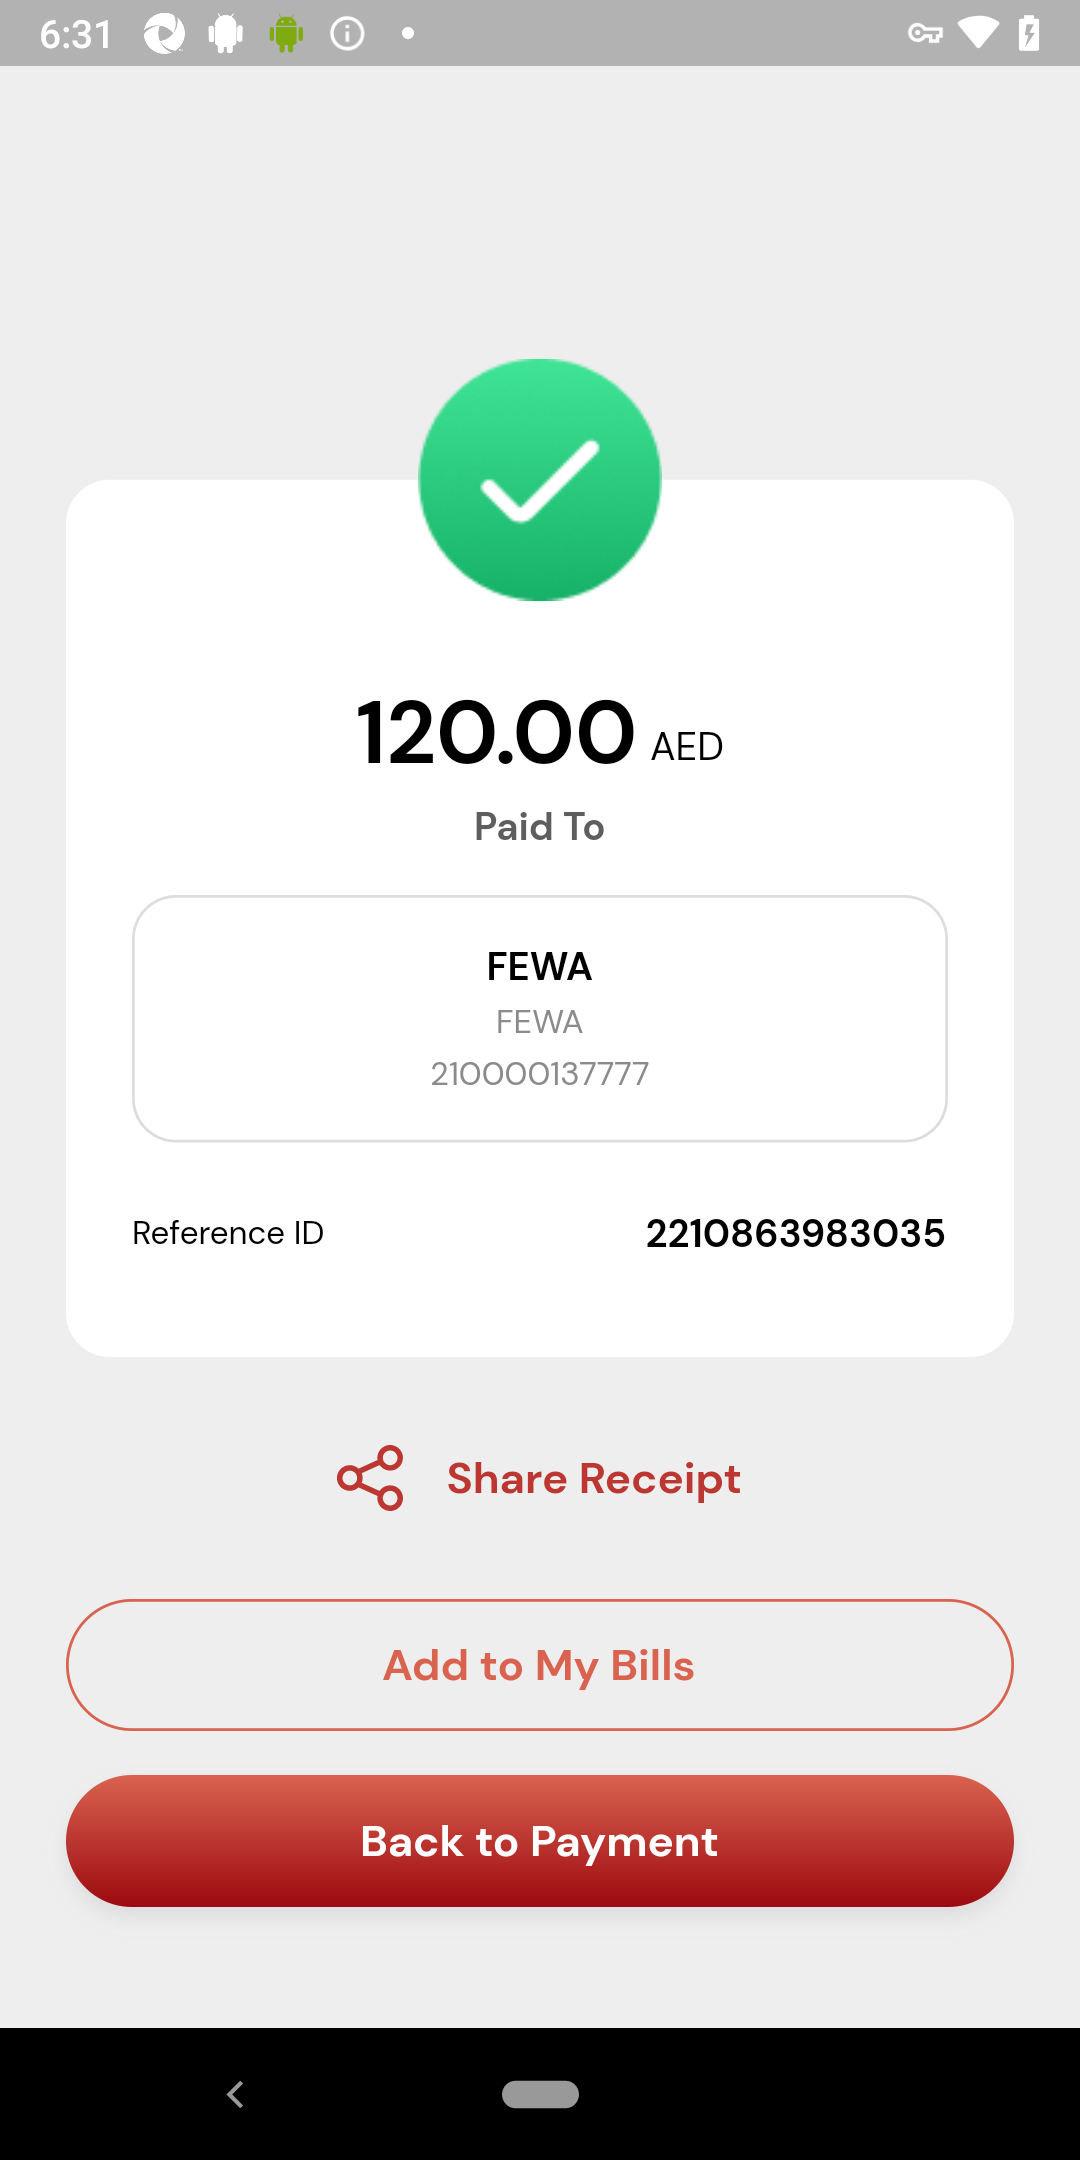 6:31
120.00 AED
Paid To
FEWA
FEWA
210000137777
Reference ID 2210863983035
Share Receipt
Add to My Bills
Back to Payment